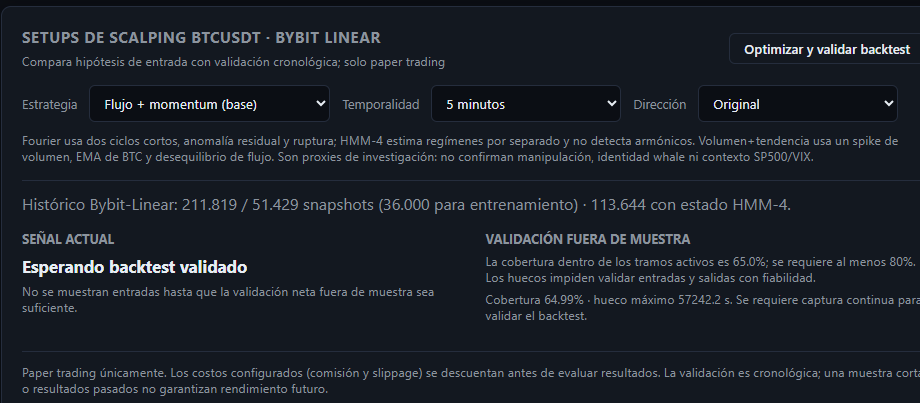 SETUPS DE SCALPING BTCUSDT · BYBIT LINEAR
Compara hipótesis de entrada con validación cronológica; solo paper trading
Optimizar y validar backtest
Estrategia Flujo + momentum (base) Temporalidad 5 minutos Dirección Original
Fourier usa dos ciclos cortos, anomalía residual y ruptura; HMM-4 estima regímenes por separado y no detecta armónicos. Volumen+tendencia usa un spike de
volumen, EMA de BTC y desequilibrio de flujo. Son proxies de investigación: no confirman manipulación, identidad whale ni contexto SP500/VIX.
Histórico Bybit-Linear: 211.819 / 51.429 snapshots (36.000 para entrenamiento) · 113.644 con estado HMM-4.
SEÑAL ACTUAL
Esperando backtest validado
No se muestran entradas hasta que la validación neta fuera de muestra sea
suficiente.
VALIDACIÓN FUERA DE MUESTRA
La cobertura dentro de los tramos activos es 65.0%; se requiere al menos 80%.
Los huecos impiden validar entradas y salidas con fiabilidad.
Cobertura 64.99% · hueco máximo 57242.2 s. Se requiere captura continua para
validar el backtest.
Paper trading únicamente. Los costos configurados (comisión y slippage) se descuentan antes de evaluar resultados. La validación es cronológica; una muestra corta
o resultados pasados no garantizan rendimiento futuro.